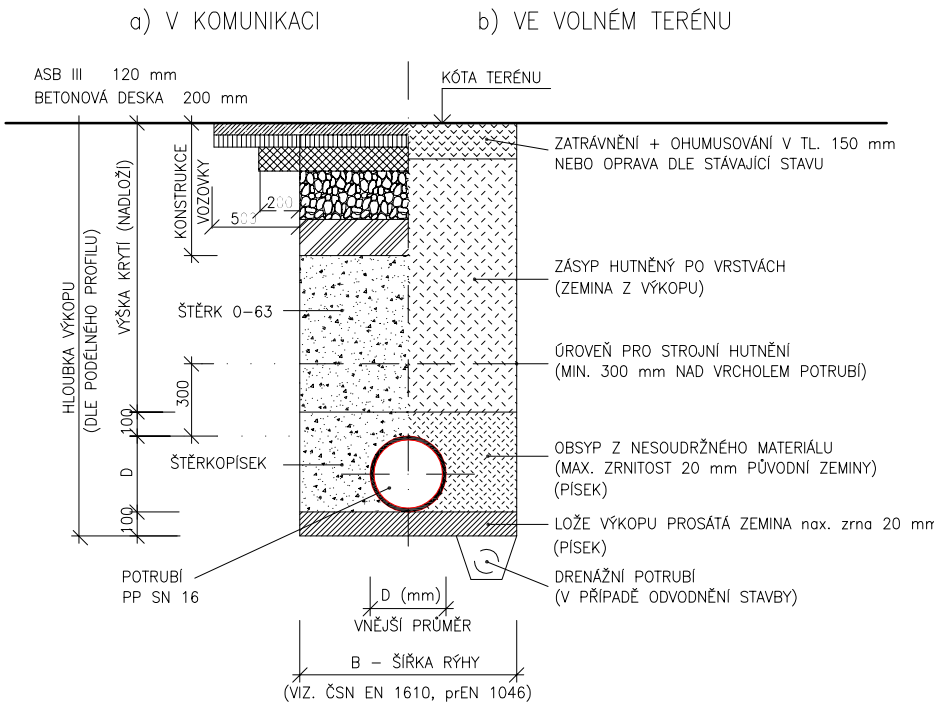 a) V KOMUNIKACI
b) VE VOLNÉM TERÉNU
ASB III 120 mm
BETONOVÁ DESKA 200 mm
KÓTA TERÉNU
ZATRÁVNĚNÍ + OHUMUSOVÁNÍ V TL. 150 mm
NEBO OPRAVA DLE STÁVAJÍCÍ STAVU
KONSTRUKCE
VOZOVKY
200
503
HLOUBKA VÝKOPU
(DLE PODÉLNÉHO PROFILU)
VÝŠKA KRYTÍ (NADLOŽÍ)
ZÁSYP HUTNĚNÝ PO VRSTVÁCH
(ZEMINA Z VÝKOPU)
ŠTĚRK 0-63
ÚROVEŇ PRO STROJNÍ HUTNĚNÍ
(MIN. 300 mm NAD VRCHOLEM POTRUBÍ)
300
100
D
100
ŠTĚRKOPÍSEK
OBSYP Z NESOUDRŽNÉHO MATERIÁLU
(MAX. ZRNITOST 20 mm PŮVODNÍ ZEMINY)
(PÍSEK)
LOŽE VÝKOPU PROSÁTÁ ZEMINA nax. zrna 20 mm
(PÍSEK)
POTRUBÍ
PP SN 16
DRENÁŽNÍ POTRUBÍ
(V PŘÍPADĚ ODVODNĚNÍ STAVBY)
D (mm)
VNĚJŠÍ PRŮMĚR
B - ŠÍŘKA RÝHY
(VIZ. ČSN EN 1610, prEN 1046)